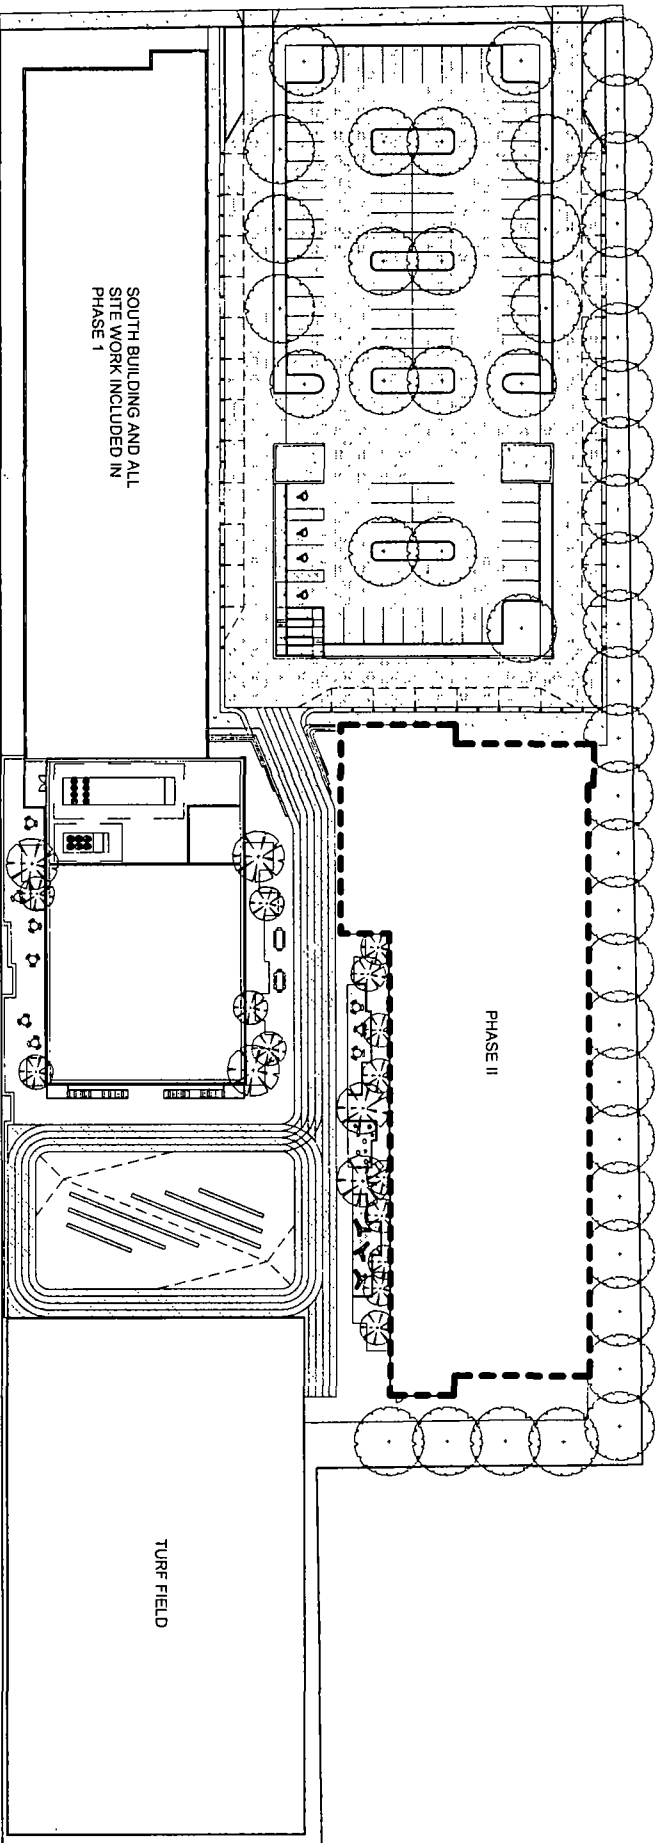 SOUTH BUILDING AND ALL
SITE WORK INCLUDED IN
PHASE 1
PHASE II
TURF FIELD